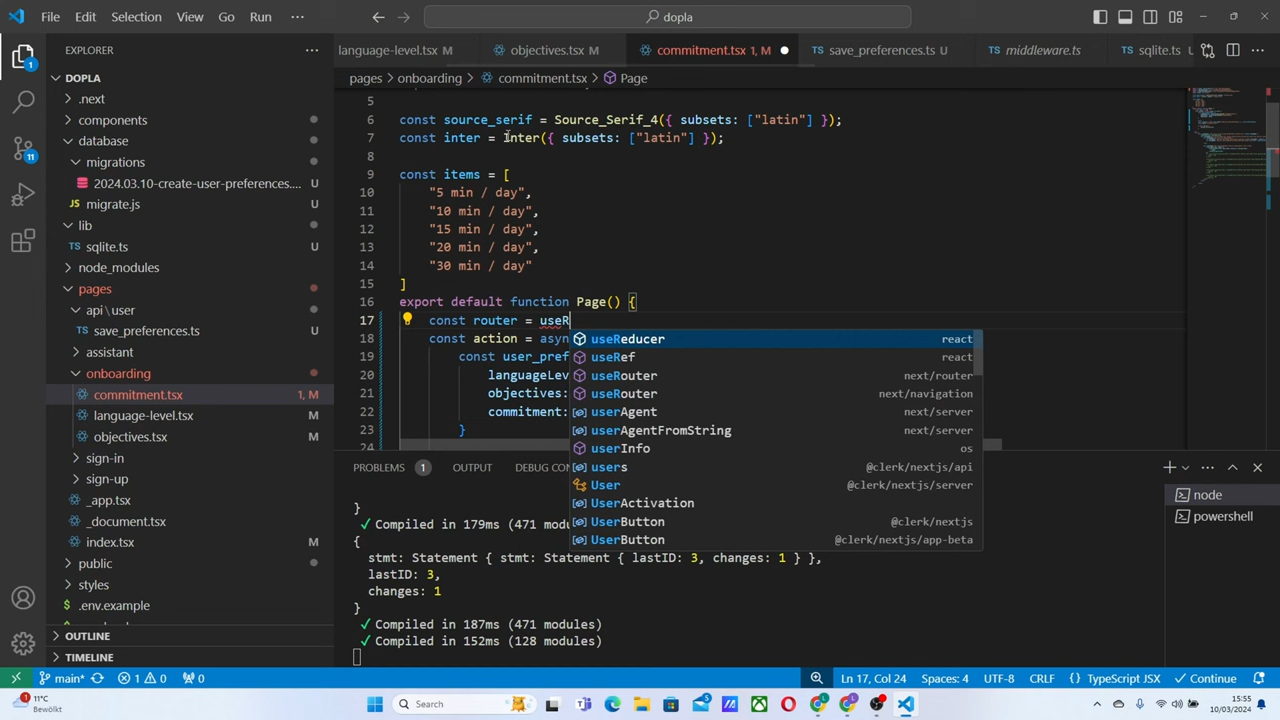 File Edit Selection View Go Run ··· dopla
EXPLORER ···
language-level.tsx M objectives.tsx M commitment.tsx 1, M save_preferences.ts U middleware.ts sqlite.ts U ···
DOPLA
pages > onboarding > commitment.tsx > Page
.next
components
database
migrations
2024.03.10-create-user-preferences.... U
migrate.js U
lib
sqlite.ts U
node_modules
pages
api\user
save_preferences.ts U
assistant
onboarding
commitment.tsx 1, M
language-level.tsx M
objectives.tsx M
sign-in
sign-up
_app.tsx
_document.tsx
index.tsx
public
styles
.env.example
OUTLINE
TIMELINE
5
6 const source_serif = Source_Serif_4({ subsets: ["latin"] });
7 const inter = Inter({ subsets: ["latin"] });
8
9 const items = [
10 "5 min / day",
11 "10 min / day",
12 "15 min / day",
13 "20 min / day",
14 "30 min / day"
15 ]
16 export default function Page() {
17 const router = useR
18 const action = asyn
19 const user_pref
20 languageLev
21 objectives:
22 commitment:
23 }
24
useReducer react
useRef react
useRouter next/router
useRouter next/navigation
userAgent next/server
userAgentFromString next/server
userInfo os
users @clerk/nextjs/api
User @clerk/nextjs/server
UserActivation
UserButton @clerk/nextjs
UserButton @clerk/nextjs/app-beta
PROBLEMS 1 OUTPUT DEBUG CON ···
node
powershell
}
✓ Compiled in 179ms (471 modu
{
stmt: Statement { stmt: Statement { lastID: 3, changes: 1 } },
lastID: 3,
changes: 1
}
✓ Compiled in 187ms (471 modules)
✓ Compiled in 152ms (128 modules)
main* 1 0 0 Ln 17, Col 24 Spaces: 4 UTF-8 CRLF {} TypeScript JSX Continue
1 11°C
Bewölkt
Search
15:55
10/03/2024